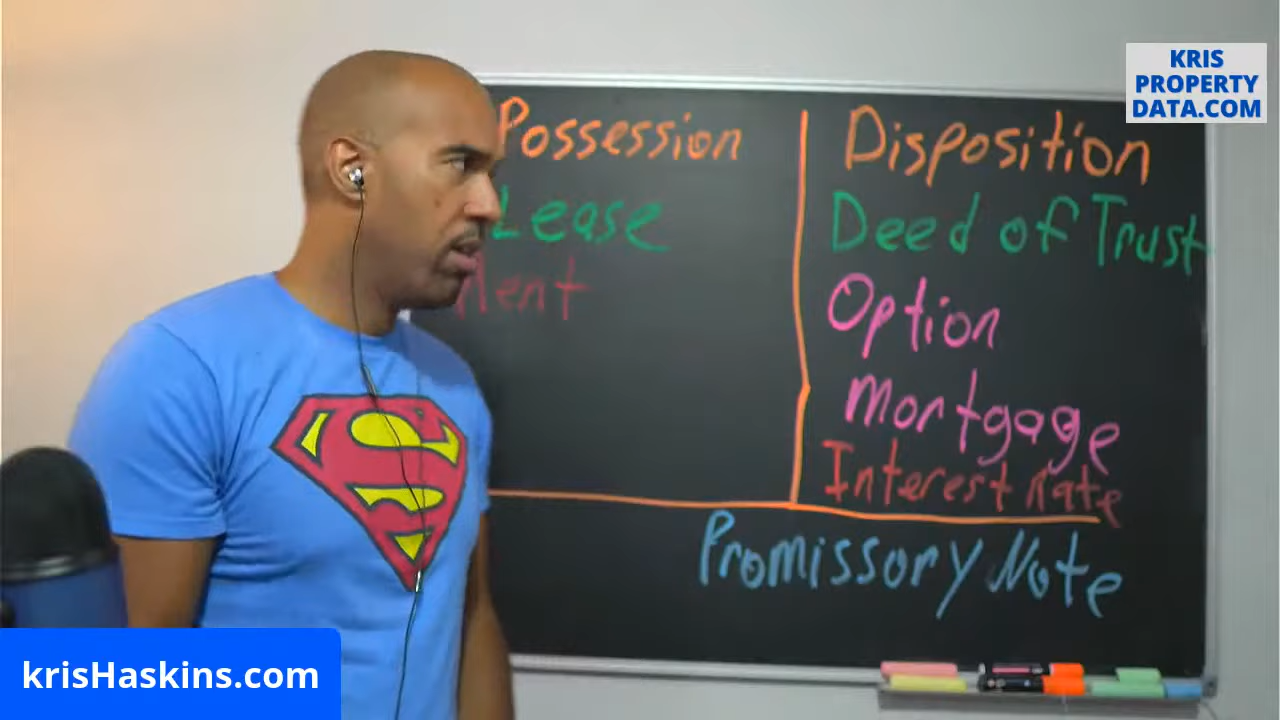 KRIS
PROPERTY
DATA.COM
Possession
Disposition
Lease
Deed of Trust
Option
Mortgage
Interest Rate
Promissory Note
krisHaskins.com